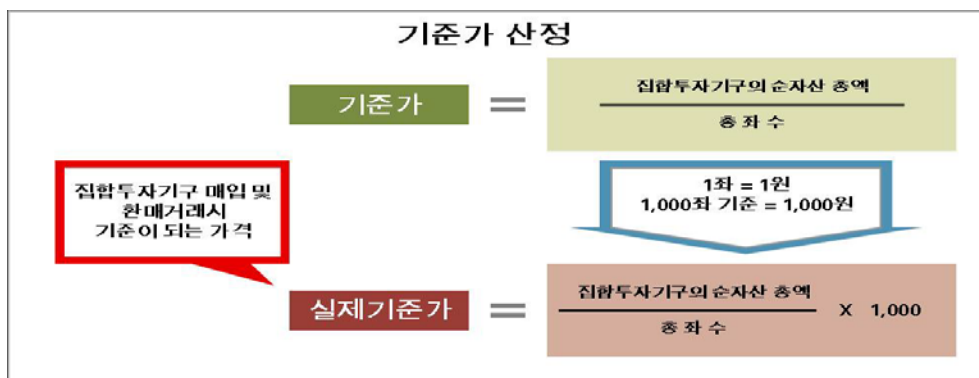 기준가 산정
기준가 =
집합투자기구의 순자산 총액
총 좌 수
집합투자기구 매입 및
환매거래시
기준이 되는 가격
1좌 = 1원
1,000좌 기준 = 1,000원
실제기준가 =
집합투자기구의 순자산 총액
총 좌 수
X 1,000